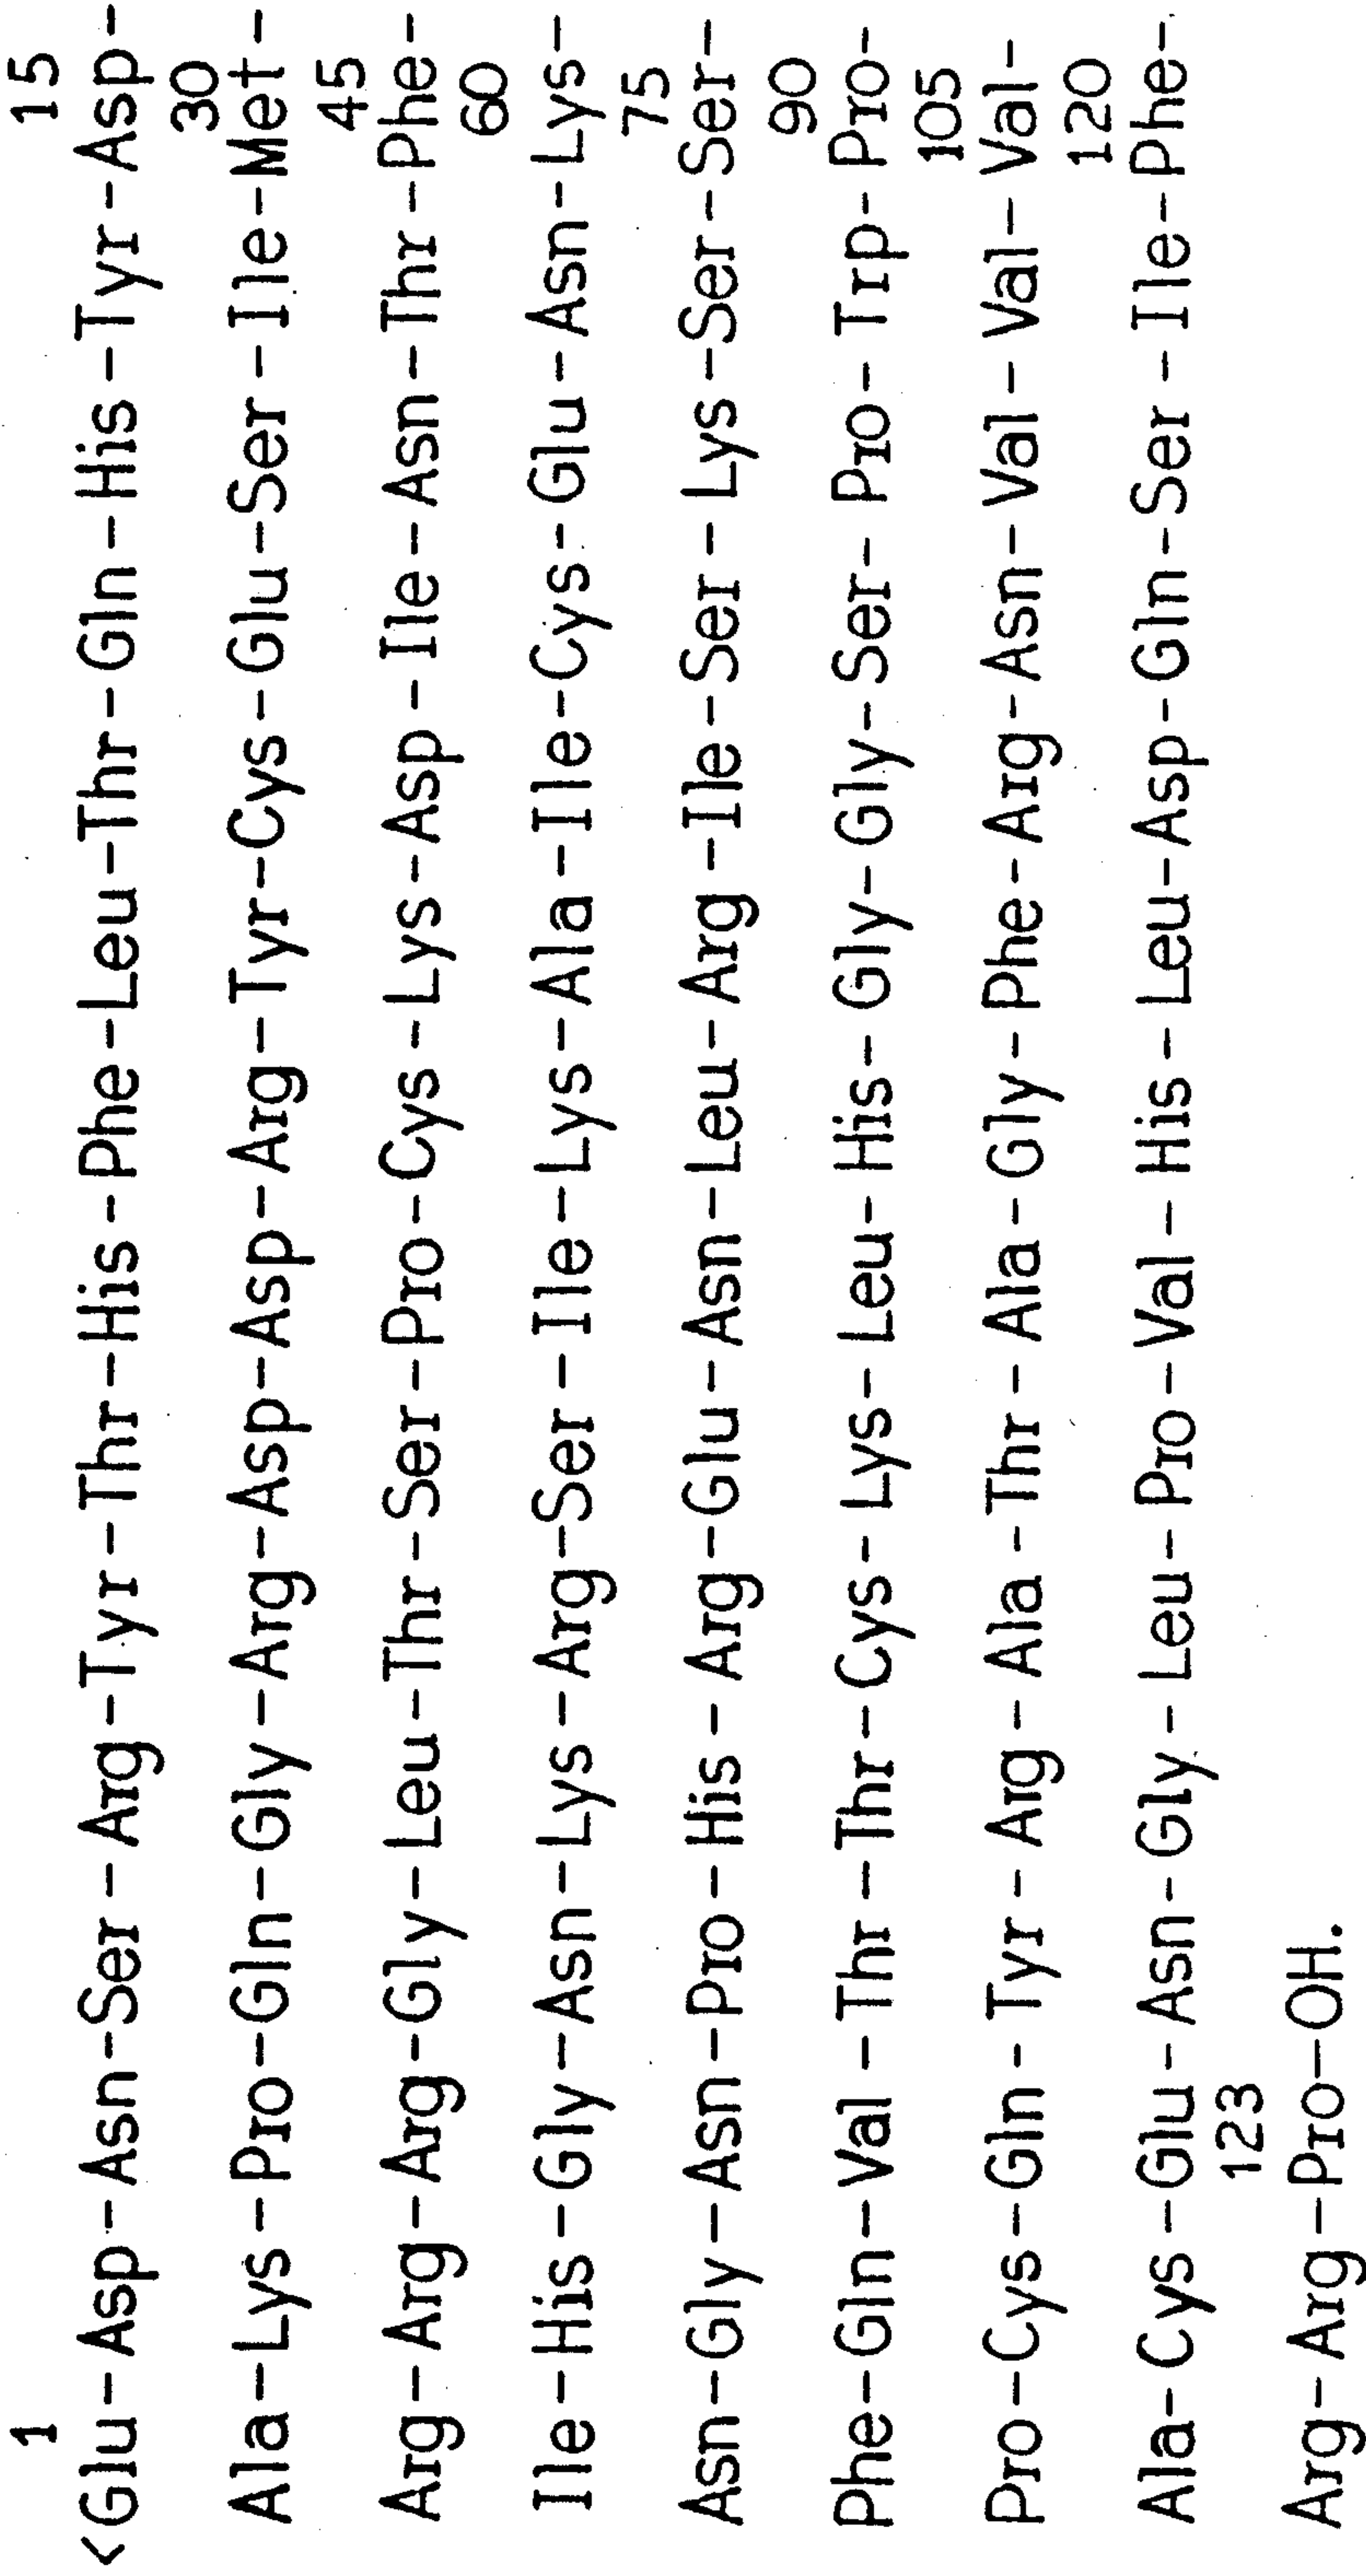 1 15
<Glu-Asp-Asn-Ser-Arg-Tyr-Thr-His-Phe-Leu-Thr-Gln-His-Tyr-Asp-
30
Ala-Lys-Pro-Gln-Gly-Arg-Asp-Asp-Arg-Tyr-Cys-Glu-Ser-Ile-Met-
45
Arg-Arg-Arg-Gly-Leu-Thr-Ser-Pro-Cys-Lys-Asp-Ile-Asn-Thr-Phe-
60
Ile-His-Gly-Asn-Lys-Arg-Ser-Ile-Lys-Ala-Ile-Cys-Glu-Asn-Lys-
75
Asn-Gly-Asn-Pro-His-Arg-Glu-Asn-Leu-Arg-Ile-Ser-Lys-Ser-Ser-
90
Phe-Gln-Val-Thr-Thr-Cys-Lys-Leu-His-Gly-Gly-Ser-Pro-Trp-Pro-
105
Pro-Cys-Gln-Tyr-Arg-Ala-Thr-Ala-Gly-Phe-Arg-Asn-Val-Val-Val-
120
Ala-Cys-Glu-Asn-Gly-Leu-Pro-Val-His-Leu-Asp-Gln-Ser-Ile-Phe-
123
Arg-Arg-Pro-OH.